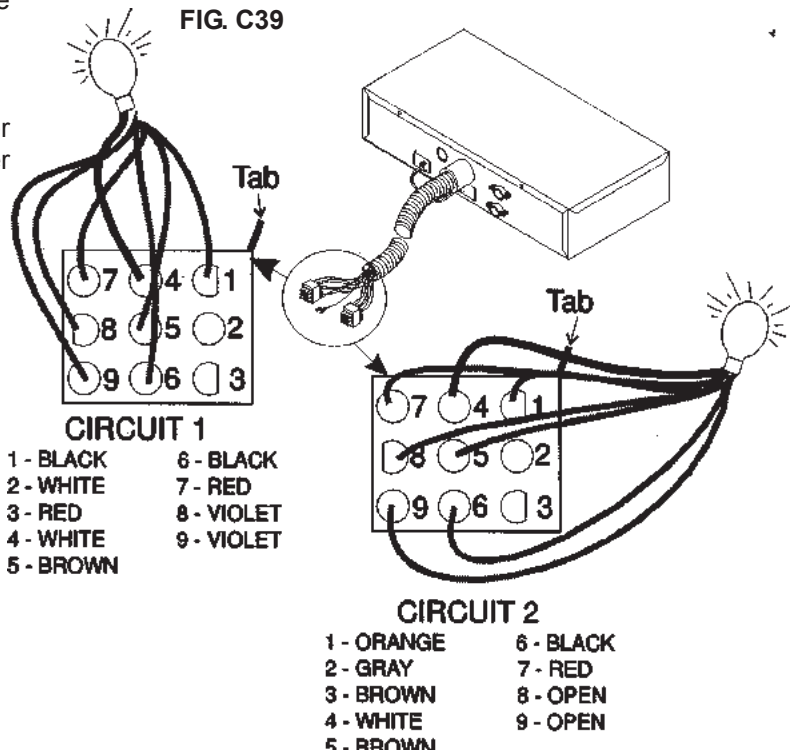 e
FIG. C39
r
er
Tab
7 4 1
8 5 2
9 6 3
CIRCUIT 1
1 - BLACK 6 - BLACK
2 - WHITE 7 - RED
3 - RED 8 - VIOLET
4 - WHITE 9 - VIOLET
5 - BROWN
Tab
7 4 1
8 5 2
9 6 3
CIRCUIT 2
1 - ORANGE 6 - BLACK
2 - GRAY 7 - RED
3 - BROWN 8 - OPEN
4 - WHITE 9 - OPEN
5 - BROWN